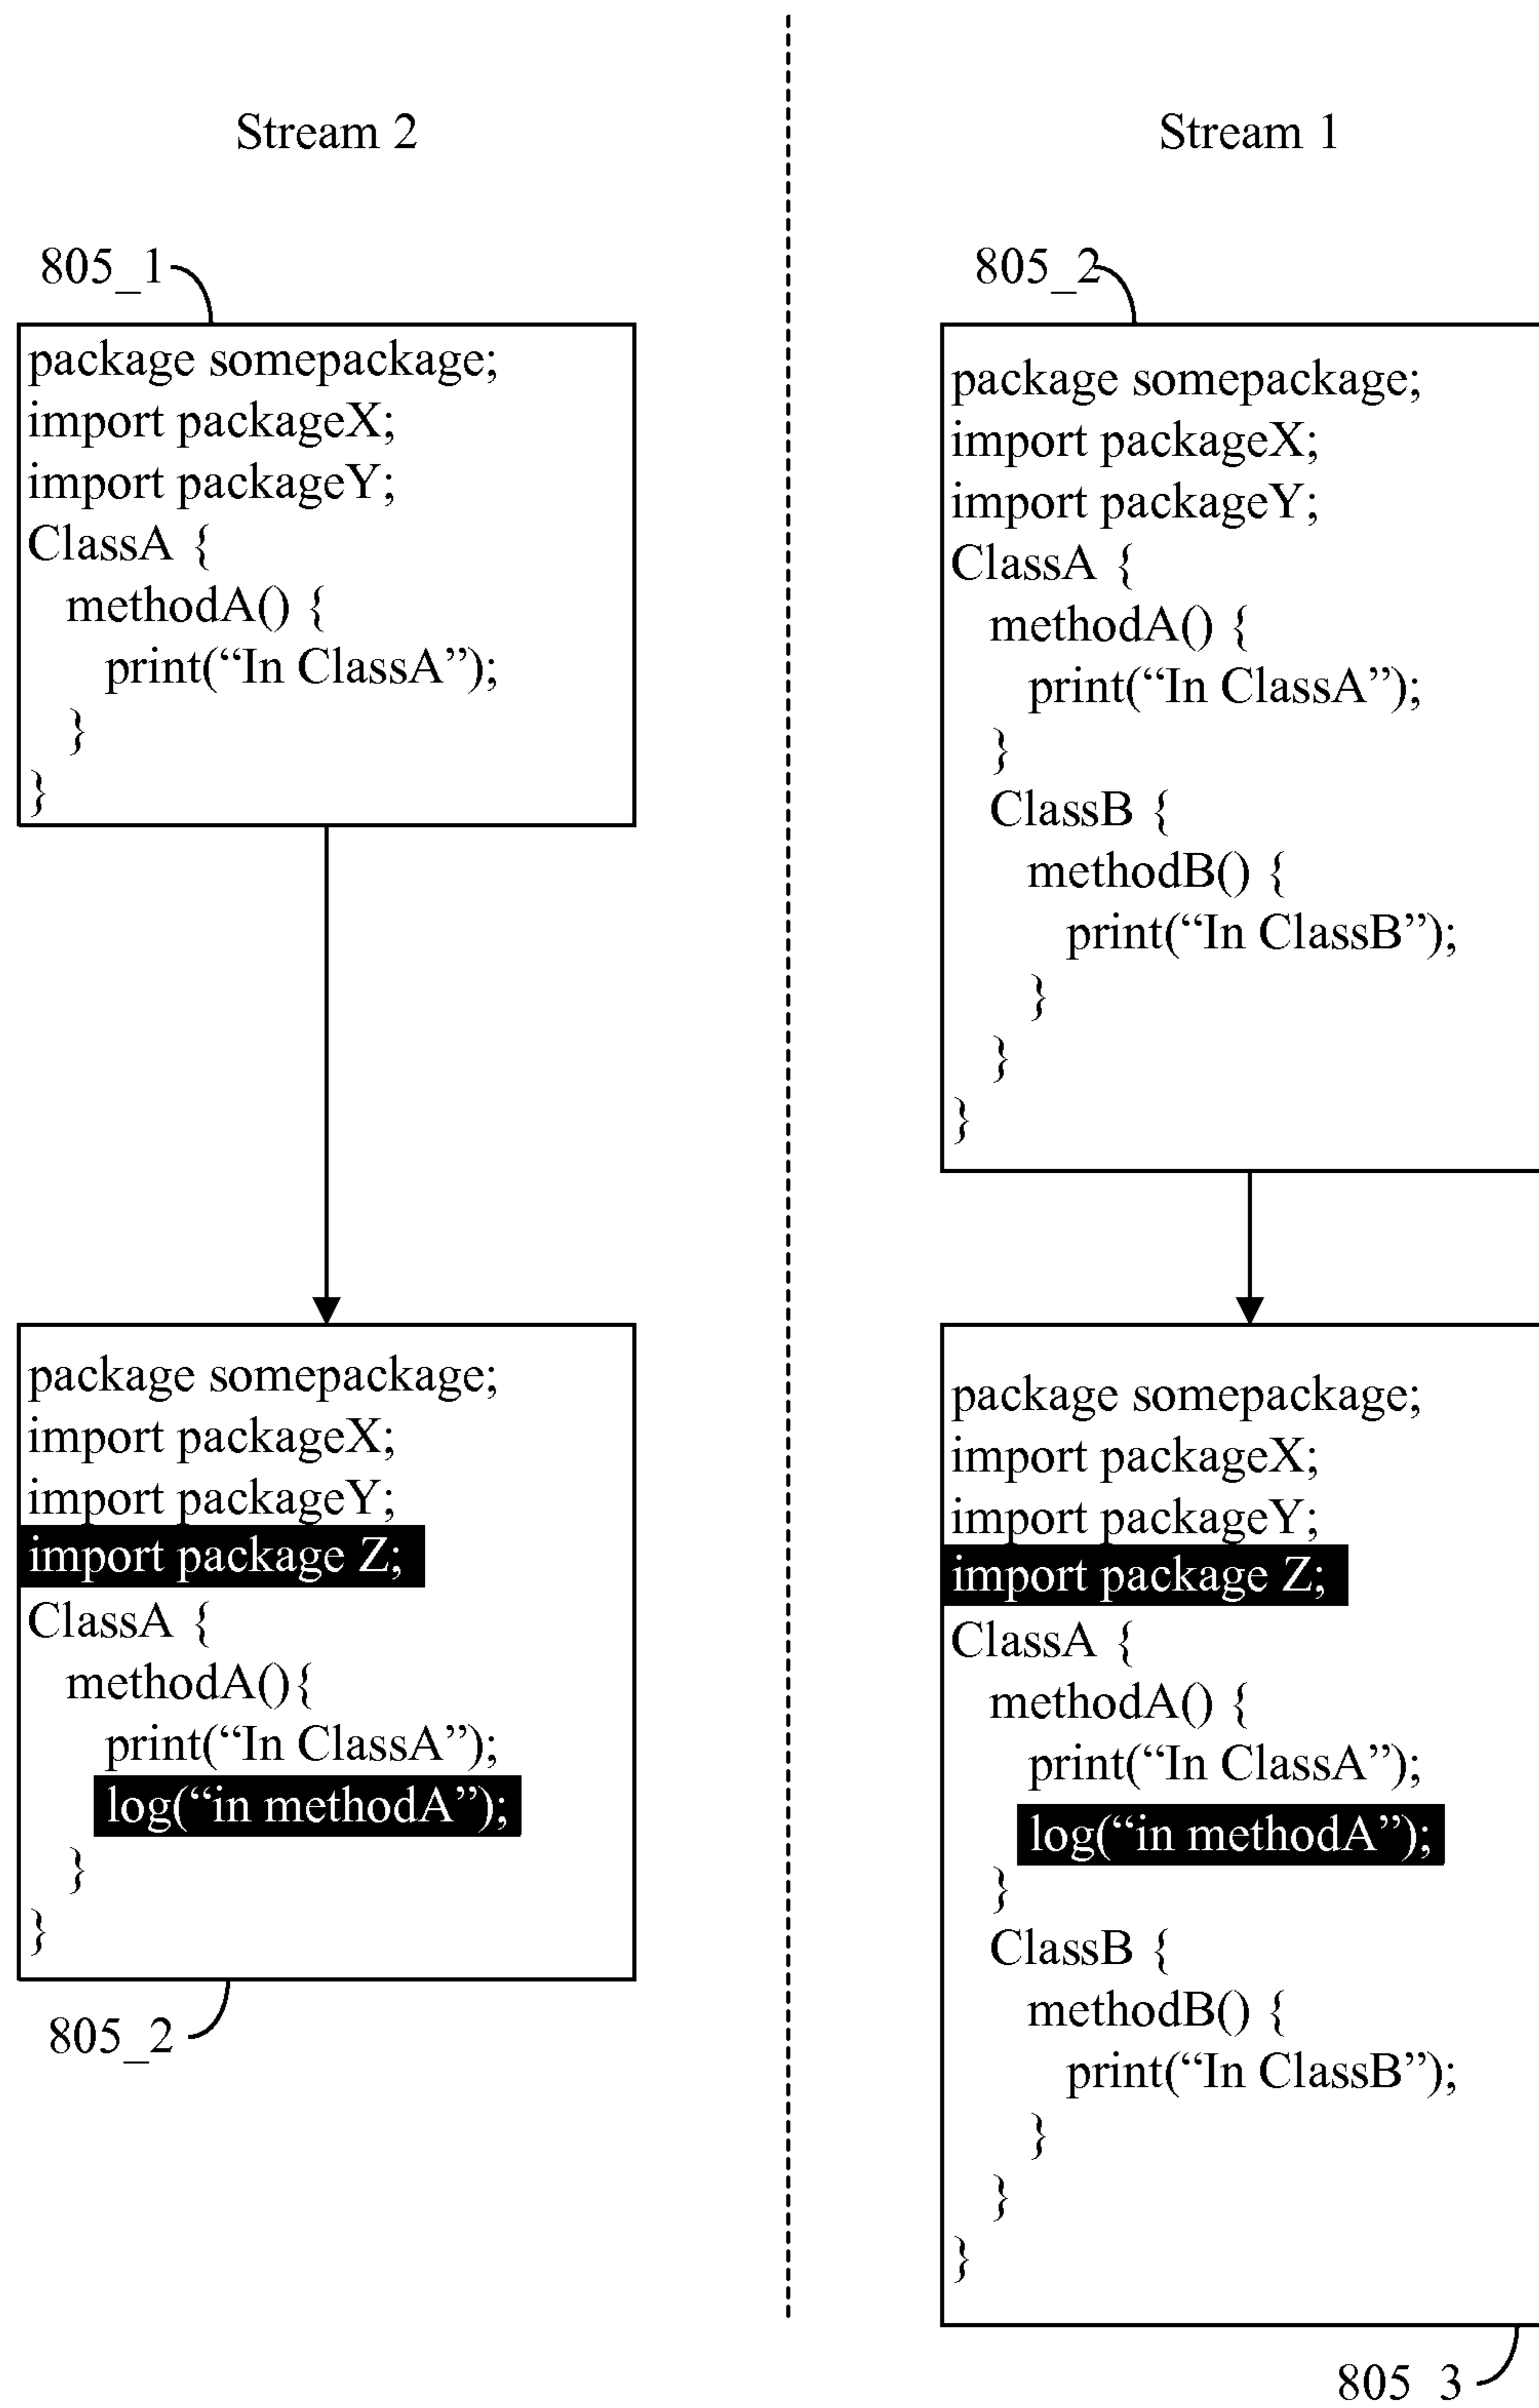 Stream 2
805_1
package somepackage;
import packageX;
import packageY;
ClassA {
methodA() {
print(“In ClassA”);
}
}
package somepackage;
import packageX;
import packageY;
import package Z;
ClassA {
methodA(){
print(“In ClassA”);
log(“in methodA”);
}
}
805_2
Stream 1
805_2
package somepackage;
import packageX;
import packageY;
ClassA {
methodA() {
print(“In ClassA”);
}
ClassB {
methodB() {
print(“In ClassB”);
}
}
}
package somepackage;
import packageX;
import packageY;
import package Z;
ClassA {
methodA() {
print(“In ClassA”);
log(“in methodA”);
}
ClassB {
methodB() {
print(“In ClassB”);
}
}
}
805_3